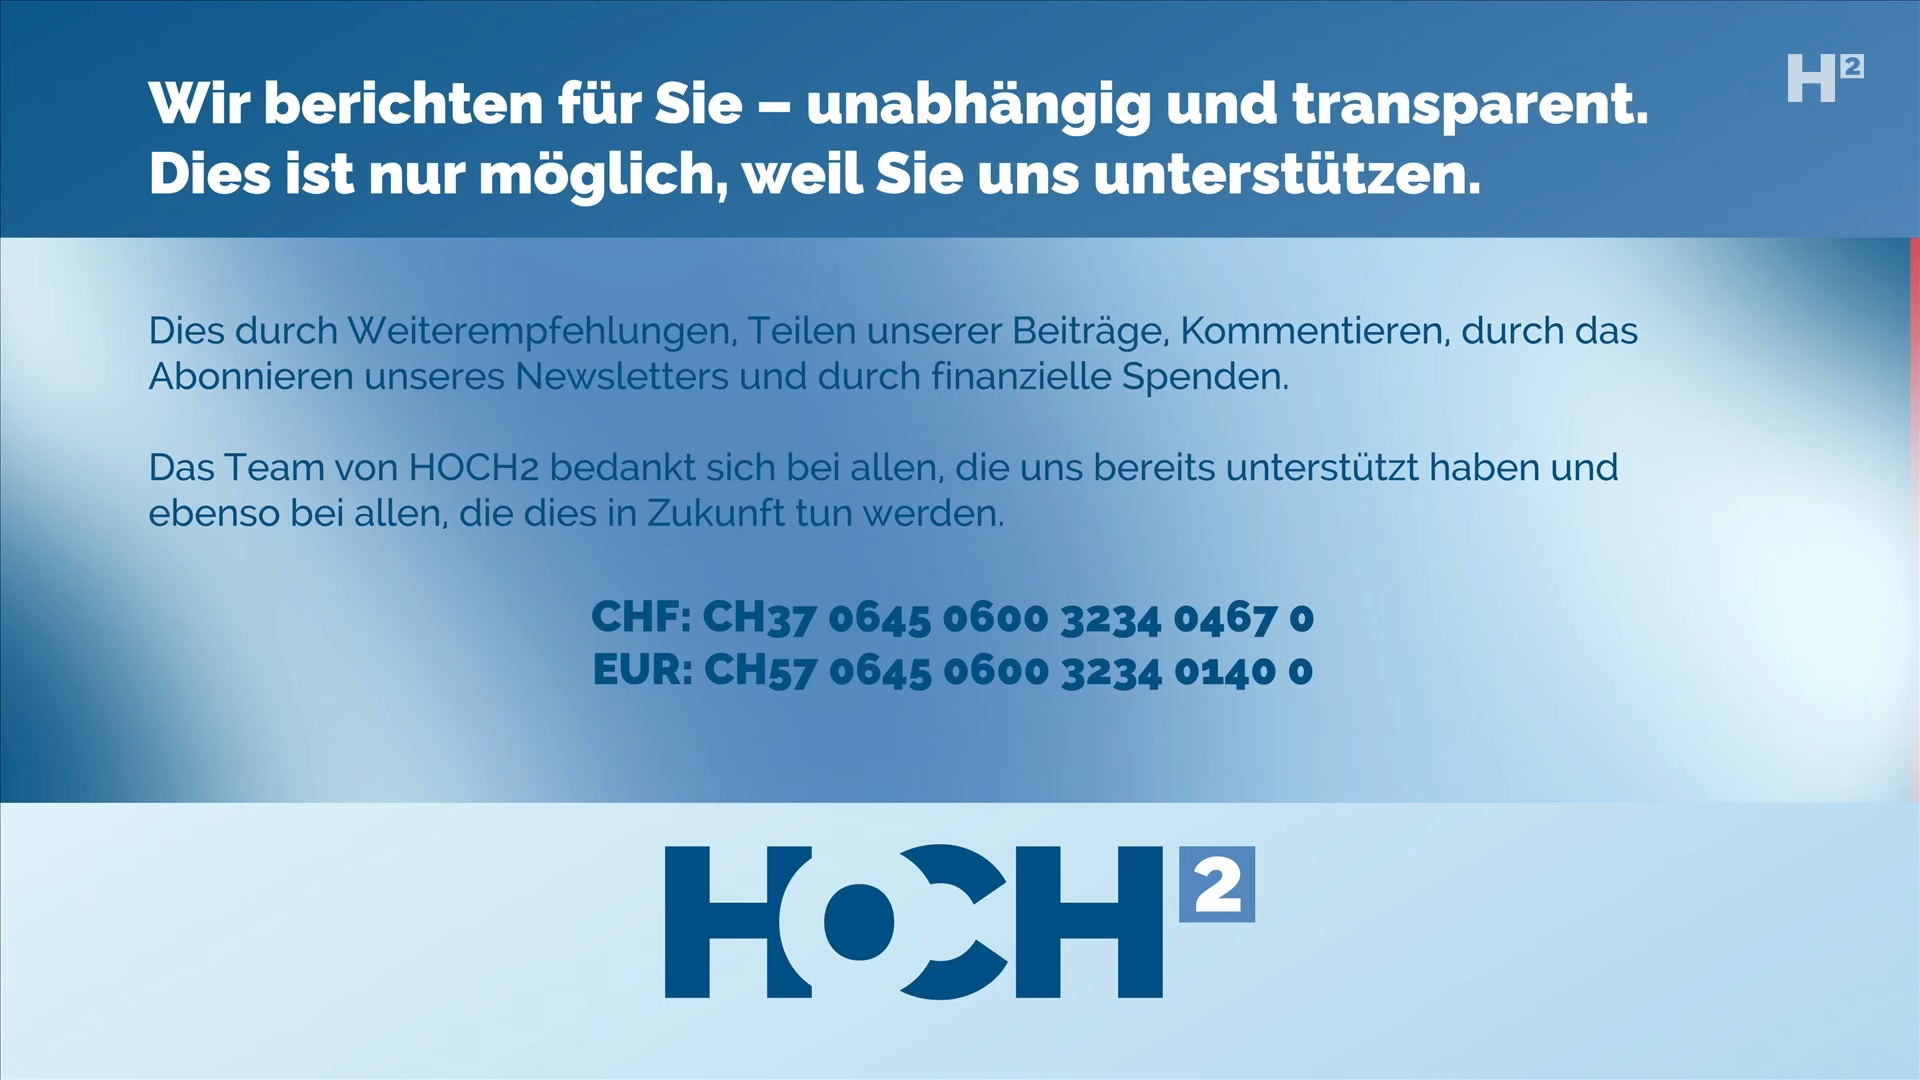 Wir berichten für Sie – unabhängig und transparent.
Dies ist nur möglich, weil Sie uns unterstützen.
H2
Dies durch Weiterempfehlungen, Teilen unserer Beiträge, Kommentieren, durch das
Abonnieren unseres Newsletters und durch finanzielle Spenden.
Das Team von HOCH2 bedankt sich bei allen, die uns bereits unterstützt haben und
ebenso bei allen, die dies in Zukunft tun werden.
CHF: CH37 0645 0600 3234 0467 0
EUR: CH57 0645 0600 3234 0140 0
HOCH2